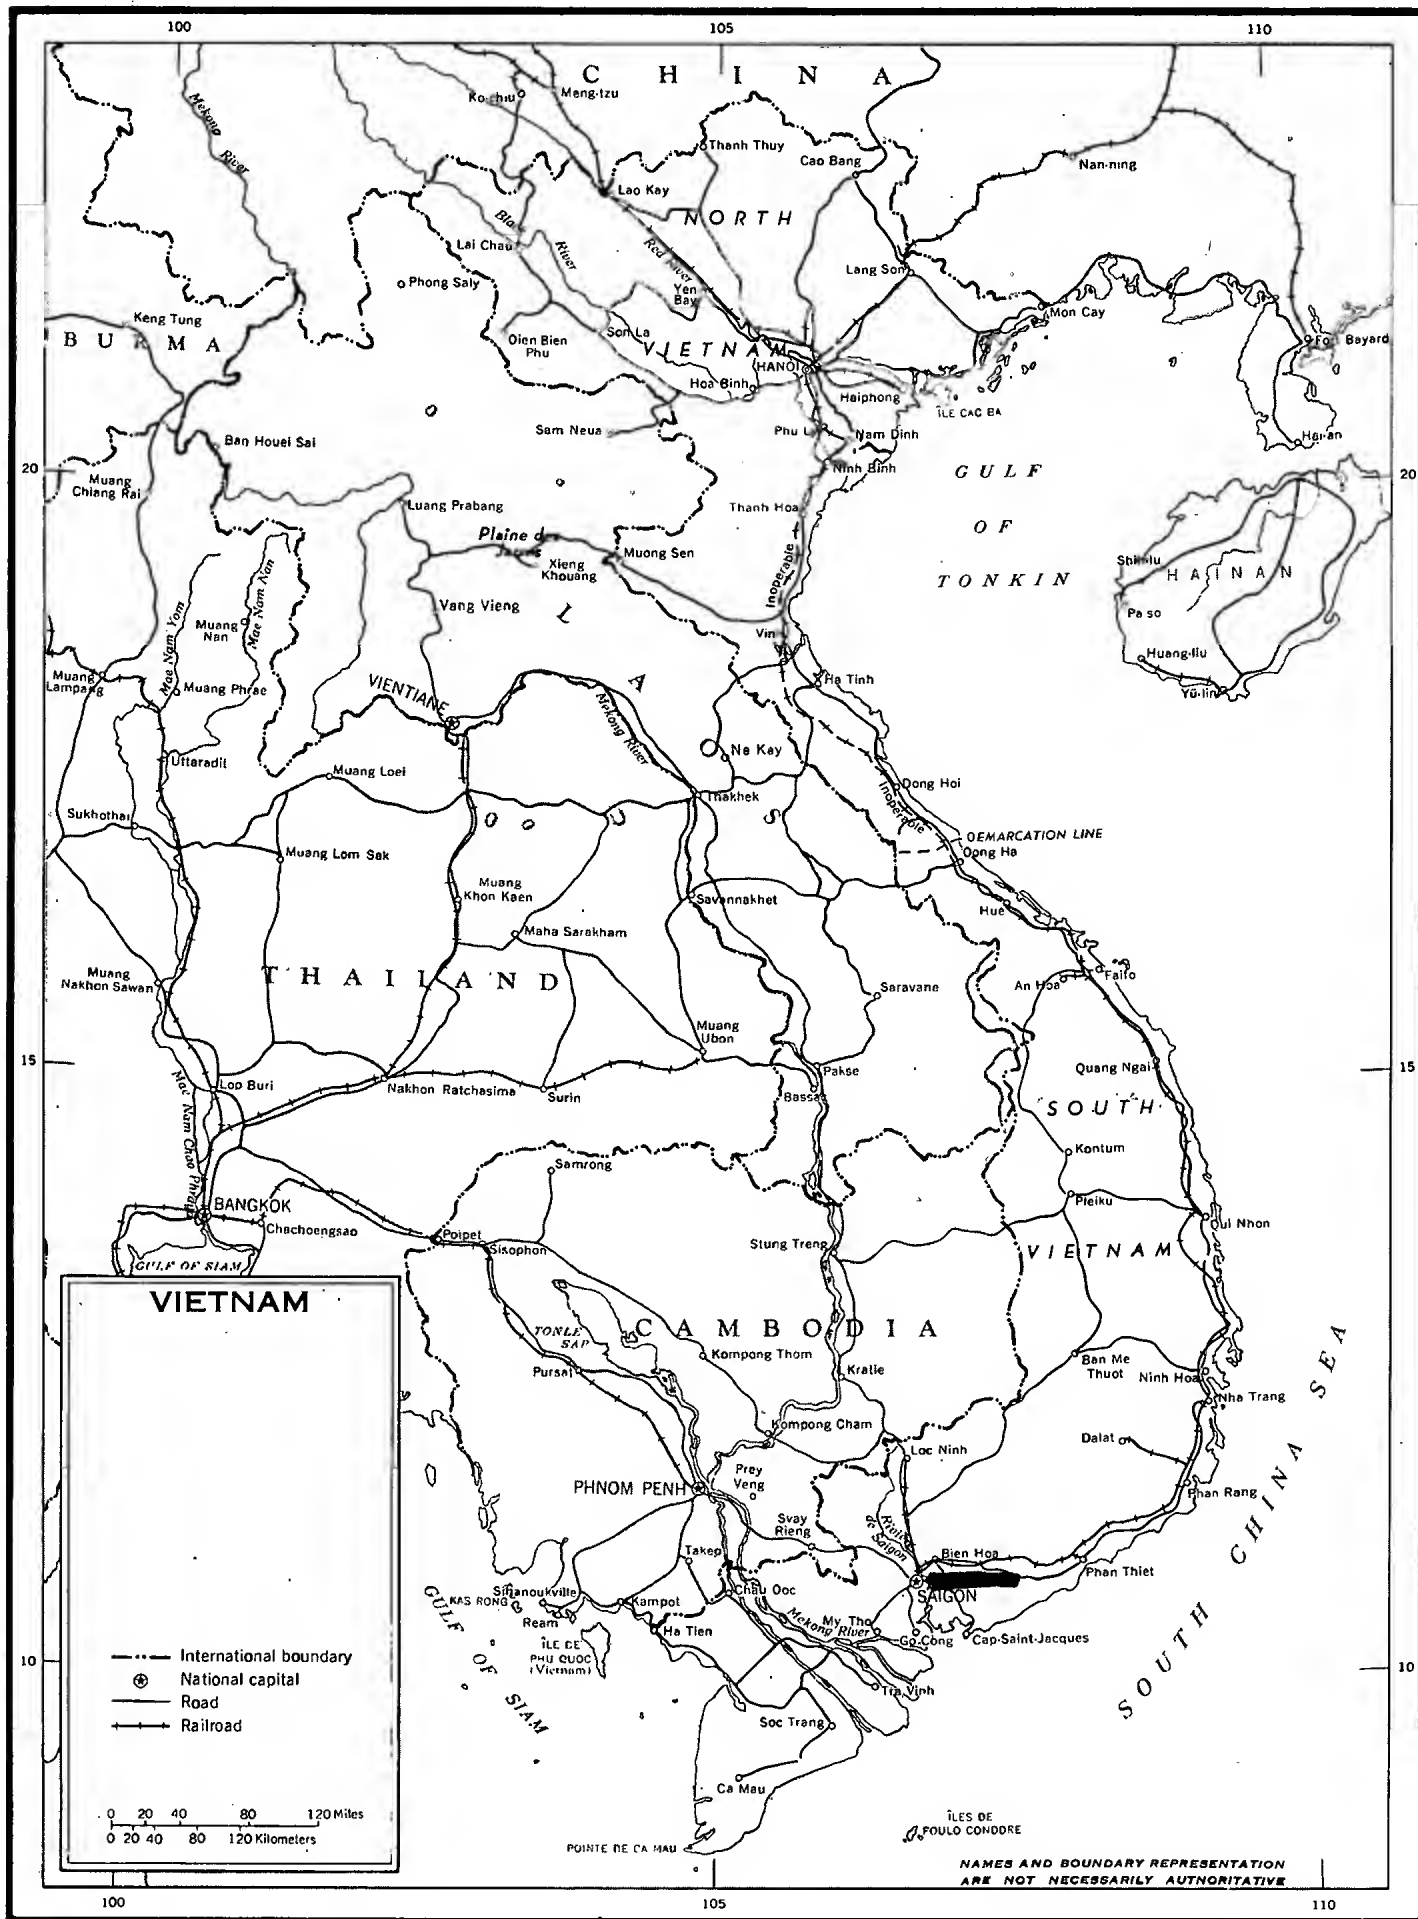 100 105 110
C H I N A
Ko-chiu
Meng-tzu
Mekong River
Thanh Thuy
Cao Bang
Nan-ning
Lao Kay
NORTH
Lai Chau
River
Red River
Yen Bay
Lang Son
Phong Saly
Mon Cay
Keng Tung
BURMA
Son La
VIETNAM
Dien Bien Phu
Bayard
HANOI
Hoa Binh
Haiphong
ÎLE CAC BA
Sam Neua
Nam Dinh
Hai-an
Ban Houei Sai
Ninh Binh
20 20
Muang Chiang Rai
GULF
OF
TONKIN
Luang Prabang
Thanh Hoa
Plaine des Jarres
Muong Sen
Xieng Khouang
Inoperable
Shih-lu
HAINAN
Mae Nam Nan
Mae Nam Yom
Vang Vieng
L A O S
Pa-so
Muang Nan
Vinh
Huang-liu
Muang Lampang
Muang Phrae
VIENTIANE
Mekong River
Ha Tinh
Yü-lin
Na Kay
Uttaradit
Muang Loei
Dong Hoi
Inoperable
Thakhek
Sukhothai
DEMARCATION LINE
Dong Ha
Muang Lom Sak
Muang Khon Kaen
Savannakhet
Hue
Maha Sarakham
Muang Nakhon Sawan
THAILAND
Saravane
An Hoa
Faifo
Muang Ubon
15 15
Lop Buri
Nakhon Ratchasima
Surin
Pakse
Bassac
Quang Ngai
SOUTH
Mae Nam Chao Phraya
Samrong
Kontum
BANGKOK
Chachoengsao
Pleiku
Qui Nhon
Poipet
Sisophon
Stung Treng
VIETNAM
GULF OF SIAM
VIETNAM
TONLE SAP
CAMBODIA
Kompong Thom
Pursat
Kratie
Ban Me Thuot
Ninh Hoa
Nha Trang
Kompong Cham
Dalat
Loc Ninh
PHNOM PENH
Prey Veng
Phan Rang
Svay Rieng
Rivière de Saigon
Takeo
Bien Hoa
Phan Thiet
SOUTH CHINA SEA
Sihanoukville
KAS RONG
Ream
Kampot
Chau Doc
SAIGON
Ha Tien
My Tho
Mekong River
Go Cong
Cap-Saint-Jacques
ÎLE DE
PHU QUOC
(Vietnam)
GULF OF SIAM
International boundary
National capital
Road
Railroad
10 10
Tra Vinh
Soc Trang
Ca Mau
0 20 40 80 120 Miles
0 20 40 80 120 Kilometers
POINTE DE CA MAU
ÎLES DE
POULO CONDORE
NAMES AND BOUNDARY REPRESENTATION
ARE NOT NECESSARILY AUTHORITATIVE
100 105 110